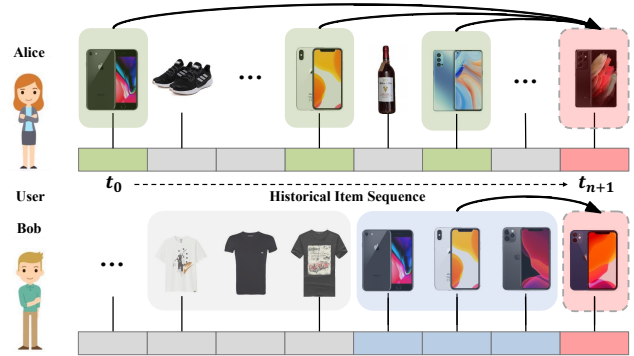 Alice
...
...
t0
tn+1
User
Historical Item Sequence
Bob
...